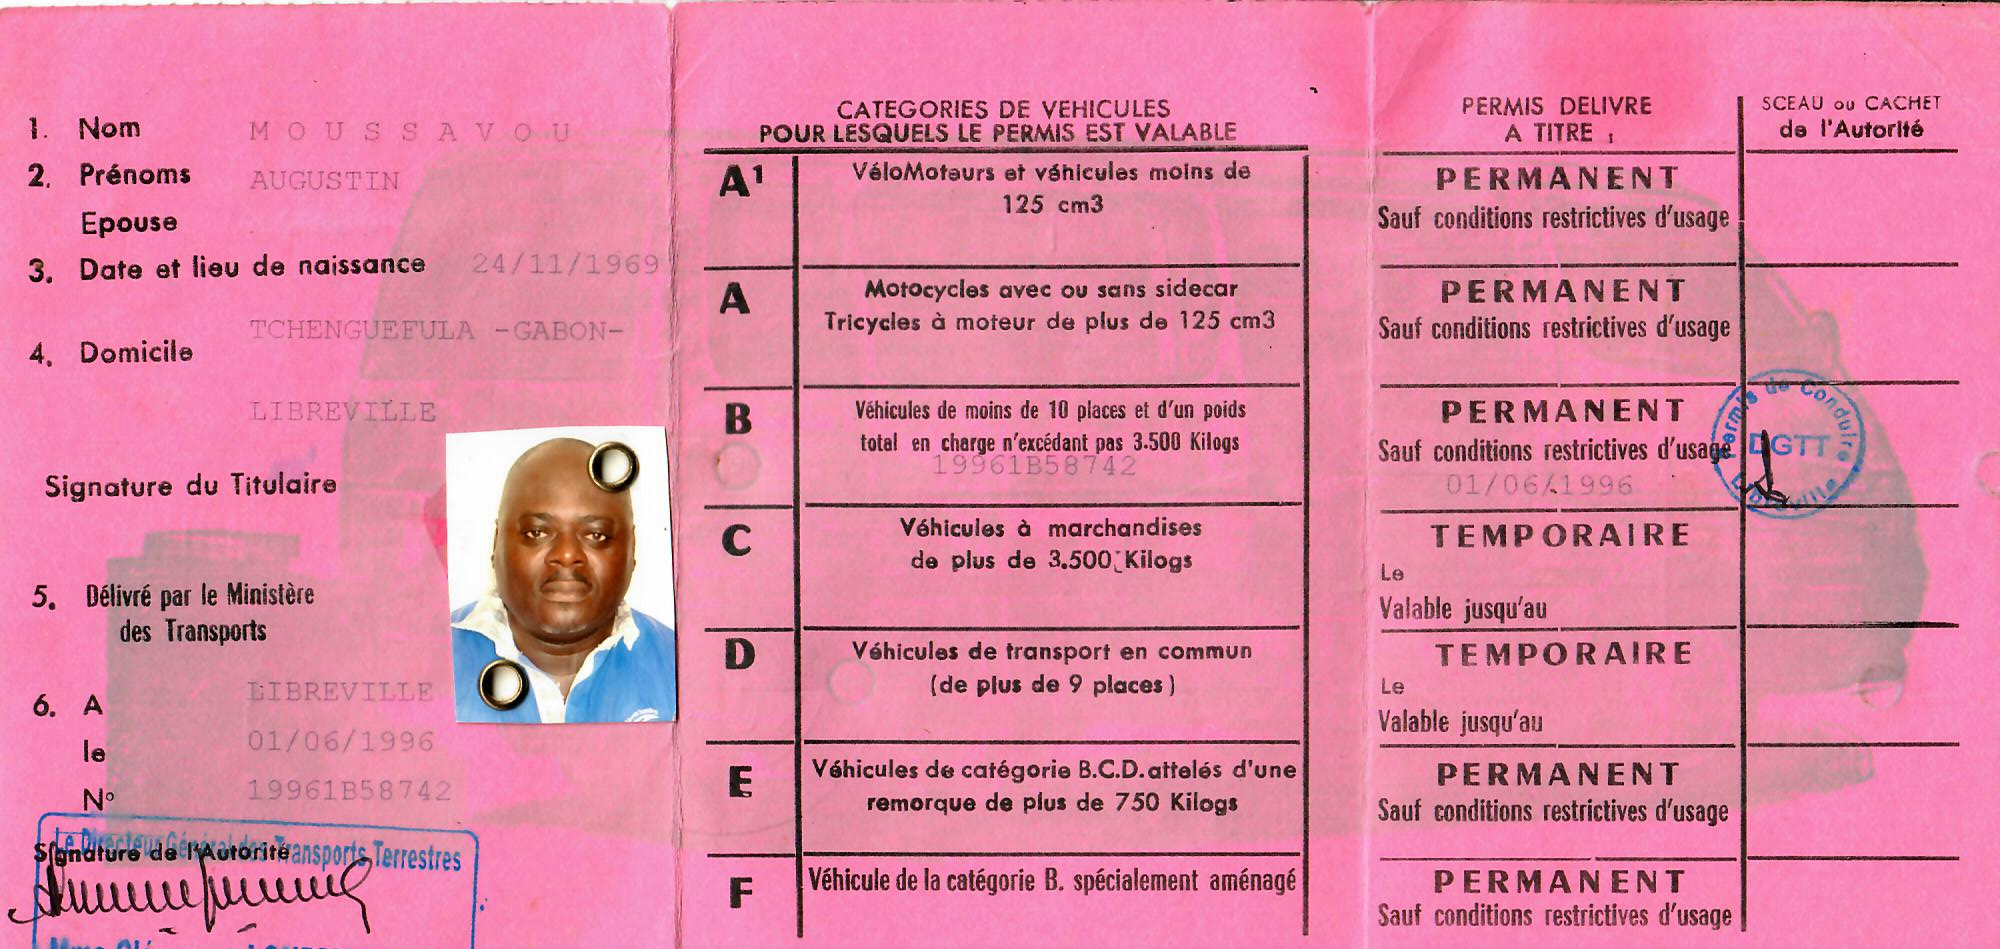 1. Nom MOUSSAVOU
2. Prénoms AUGUSTIN
Epouse
3. Date et lieu de naissance 24/11/1969
TCHENGUEFULA -GABON-
4. Domicile
LIBREVILLE
Signature du Titulaire
5. Délivré par le Ministère
des Transports
6. A LIBREVILLE
le 01/06/1996
N° 19961B58742
Le Directeur Général des Transports Terrestres
Signature de l'Autorité
CATEGORIES DE VEHICULES
POUR LESQUELS LE PERMIS EST VALABLE
A1 VéloMoteurs et véhicules moins de
125 cm3
A Motocycles avec ou sans sidecar
Tricycles à moteur de plus de 125 cm3
B Véhicules de moins de 10 places et d'un poids
total en charge n'excédant pas 3.500 Kilogs
19961B58742
C Véhicules à marchandises
de plus de 3.500 Kilogs
D Véhicules de transport en commun
(de plus de 9 places)
E Véhicules de catégorie B.C.D. attelés d'une
remorque de plus de 750 Kilogs
F Véhicule de la catégorie B. spécialement aménagé
PERMIS DELIVRE
A TITRE :
PERMANENT
Sauf conditions restrictives d'usage
PERMANENT
Sauf conditions restrictives d'usage
PERMANENT
Sauf conditions restrictives d'usage
01/06/1996
TEMPORAIRE
Le
Valable jusqu'au
TEMPORAIRE
Le
Valable jusqu'au
PERMANENT
Sauf conditions restrictives d'usage
PERMANENT
Sauf conditions restrictives d'usage
SCEAU ou CACHET
de l'Autorité
Permis de Conduire
DGTT
Libreville